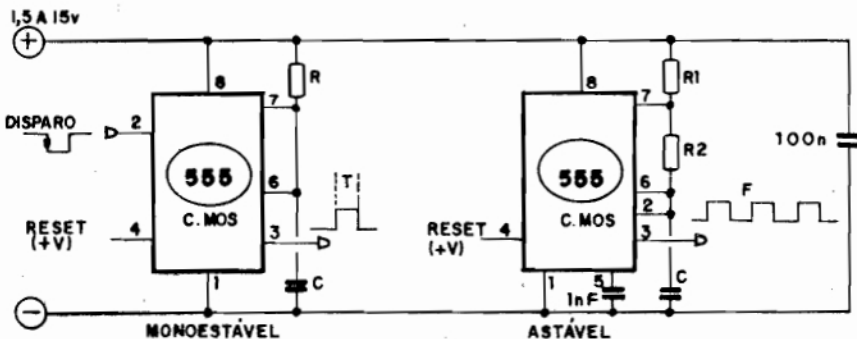 1,5 A 15v
+
8
R
7
DISPARO
2
555
C.MOS
6
T
RESET
(+V)
4
3
1
C
−
MONOESTÁVEL
8
R1
7
R2
555
C.MOS
6
2
F
RESET
(+V)
4
3
1
5
1nF
C
100n
ASTÁVEL